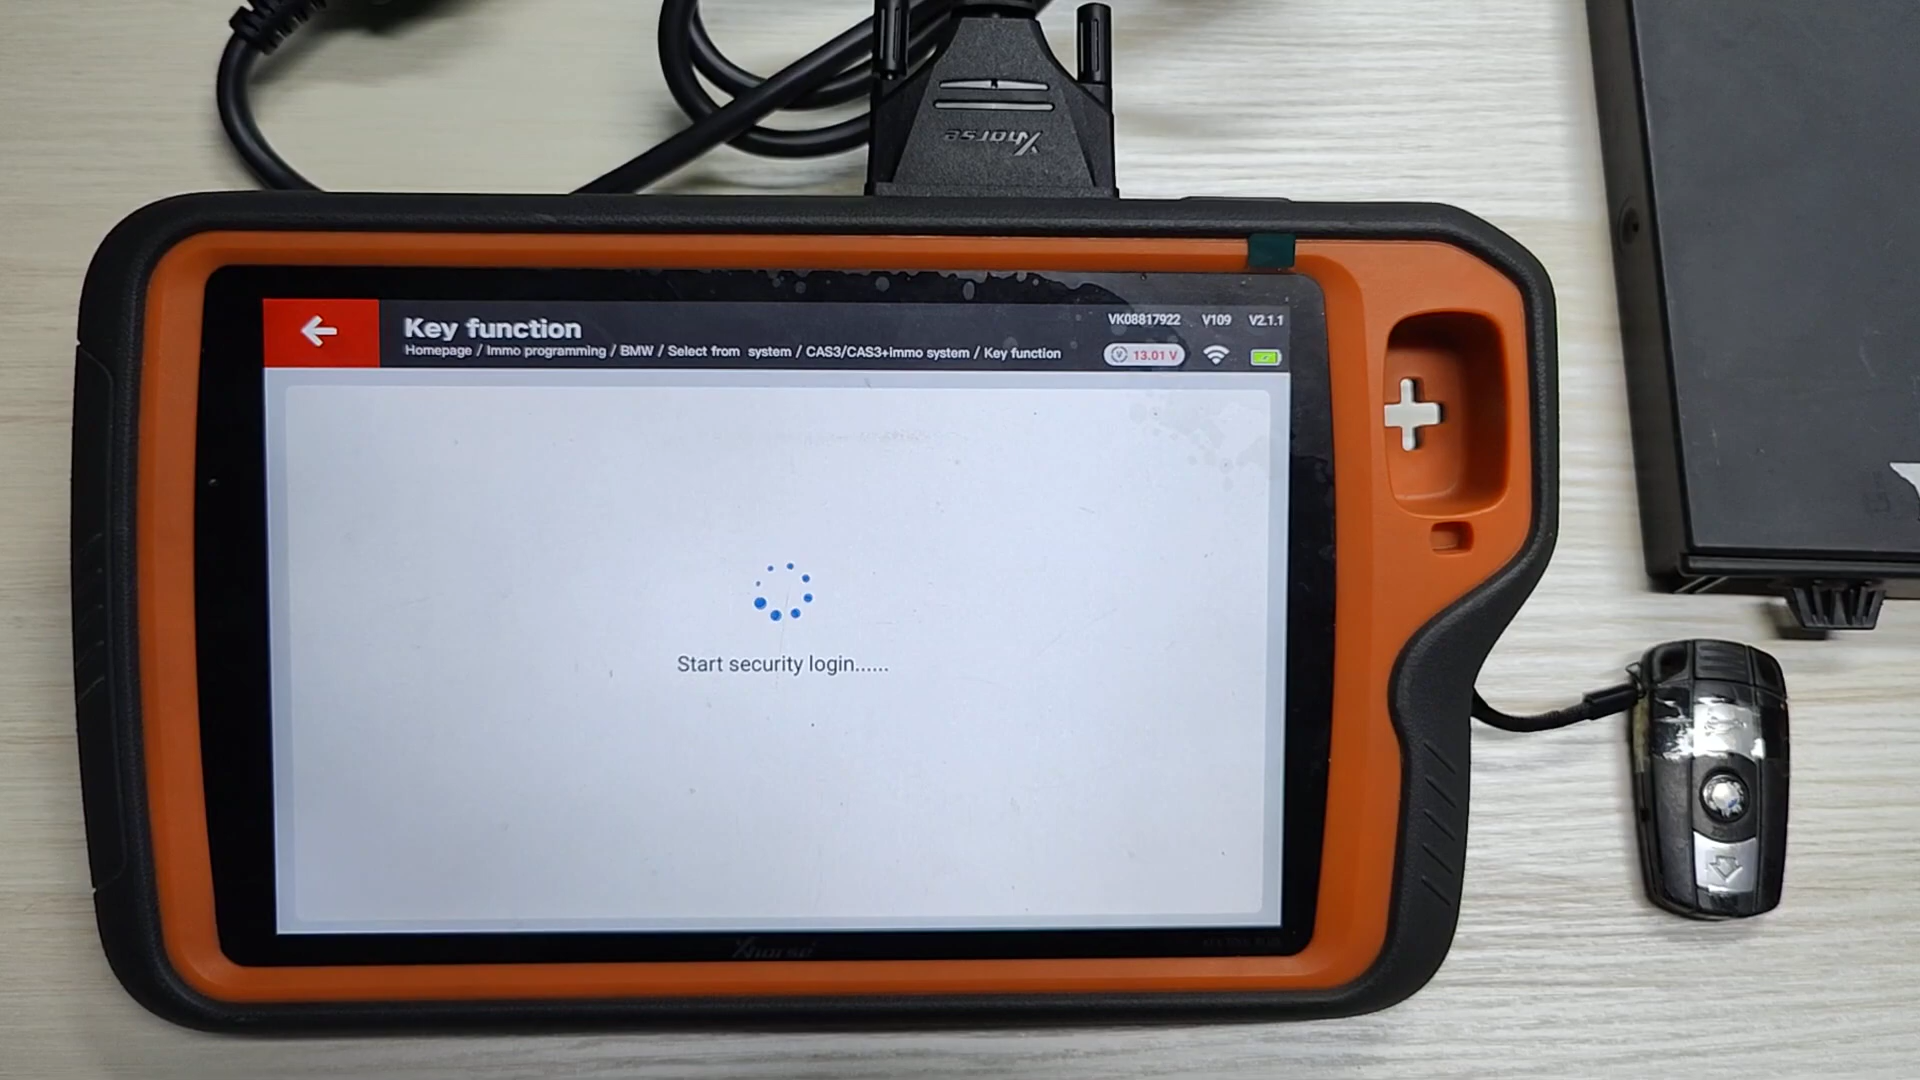 Xhorse
Key function
VK08817922 V109 V2.1.1
Homepage / Immo programming / BMW / Select from system / CAS3/CAS3+Immo system / Key function
13.01 V
Start security login......
Xhorse